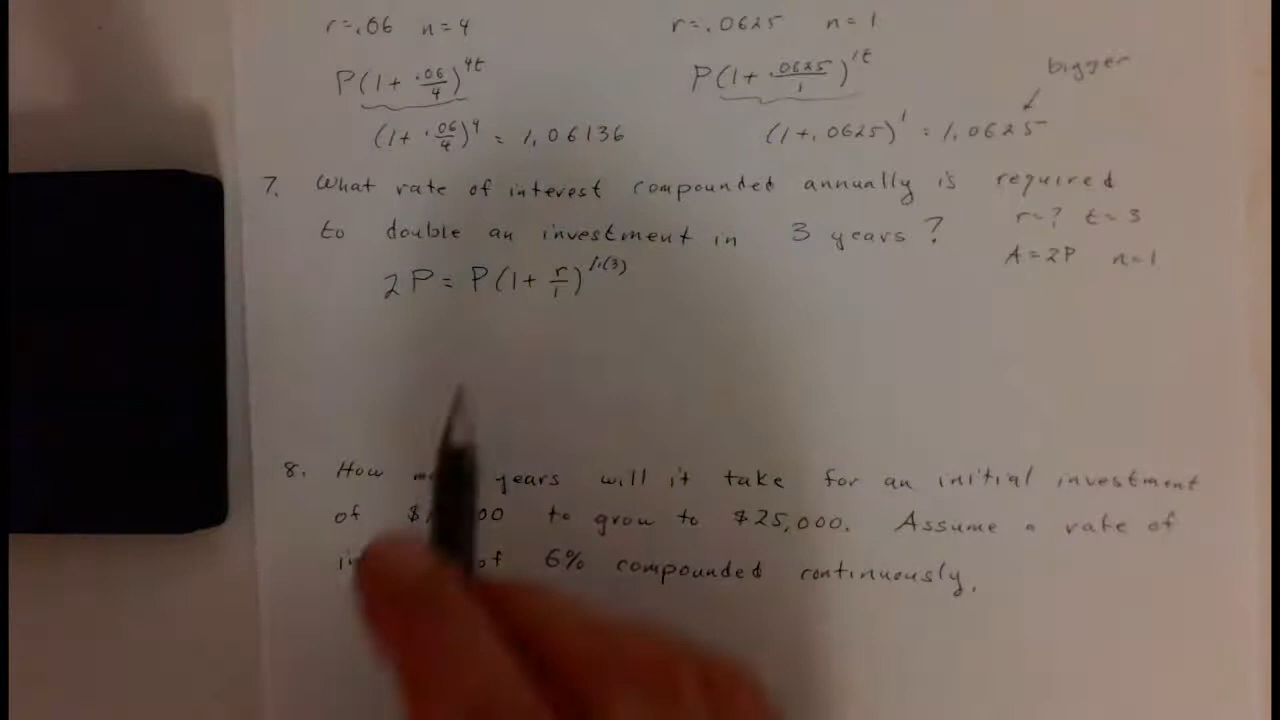 r=.06 n=4 r=.0625 n=1
P(1+ .06/4)^4t P(1+ .0625/1)^1t bigger
(1+ .06/4)^4 = 1.06136 (1+.0625)^1 = 1.0625
7. What rate of interest compounded annually is required
to double an investment in 3 years? r=? t=3
A=2P n=1
2P = P(1+ r/1)^1·(3)
8. How years will it take for an initial investment
of to grow to $25,000. Assume a rate of
of 6% compounded continuously.